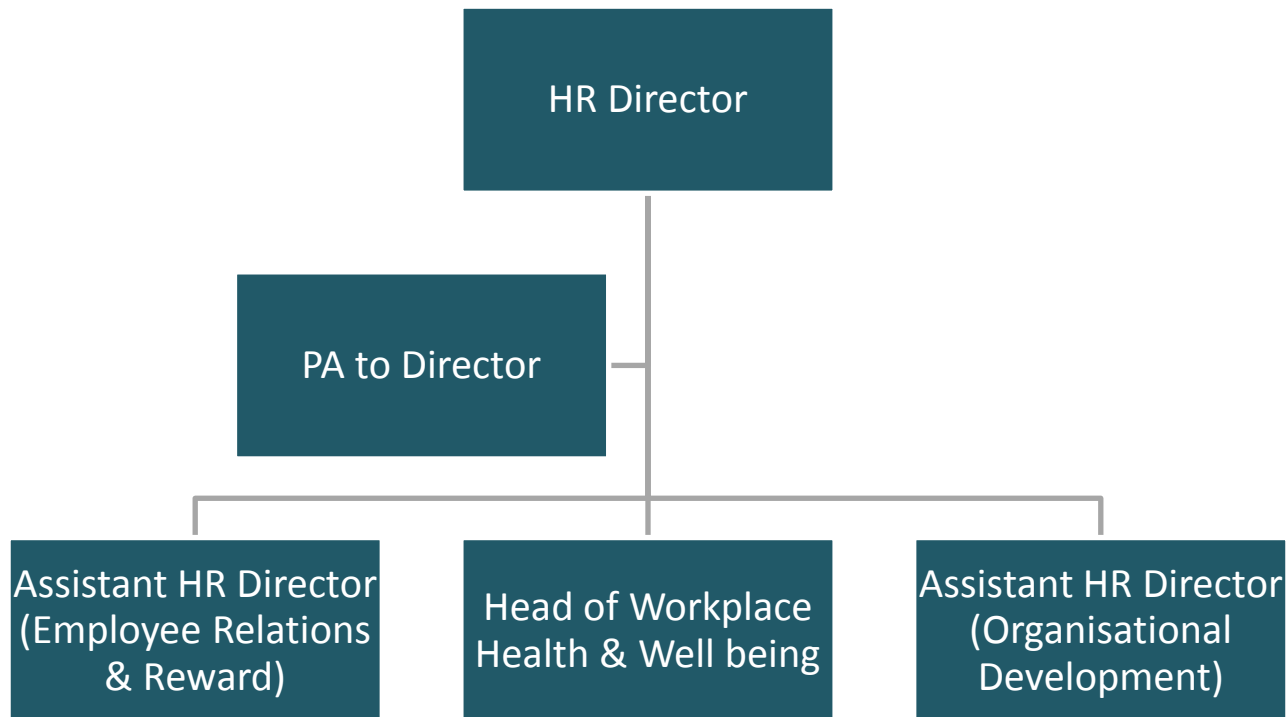 HR Director
PA to Director
Assistant HR Director
(Employee Relations
& Reward)
Head of Workplace
Health & Well being
Assistant HR Director
(Organisational
Development)